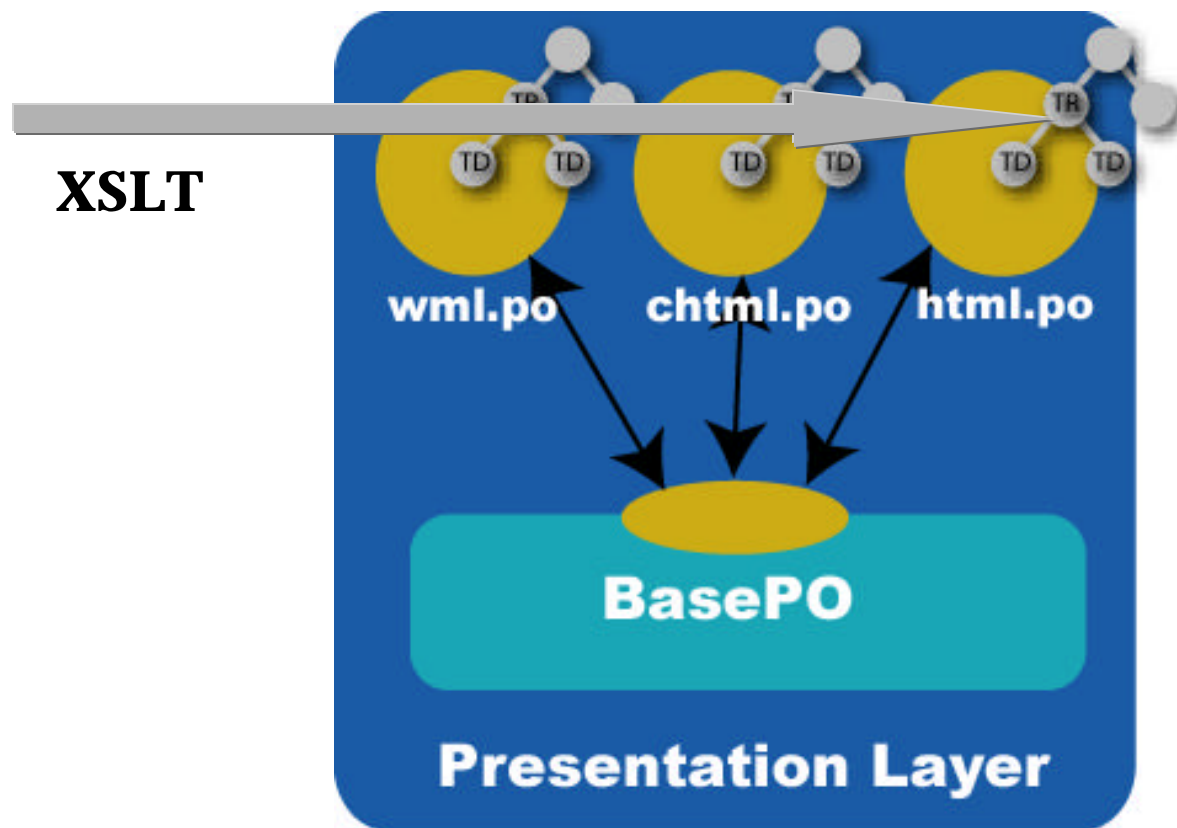 TR
TR
TD
TD
TD
TD
TD
TD
XSLT
wml.po
chtml.po
html.po
BasePO
Presentation Layer